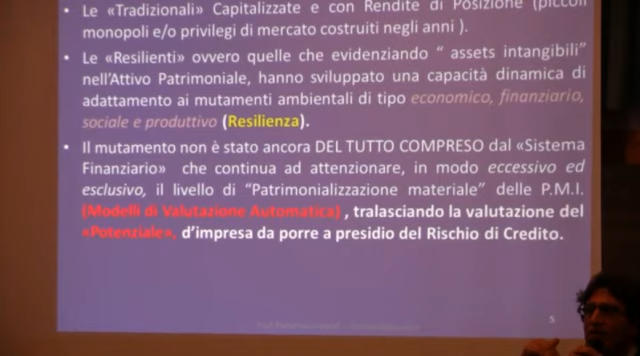 • Le «Tradizionali» Capitalizzate e con Rendite di Posizione (piccoli
monopoli e/o privilegi di mercato costruiti negli anni ).
• Le «Resilienti» ovvero quelle che evidenziando “ assets intangibili”
nell’Attivo Patrimoniale, hanno sviluppato una capacità dinamica di
adattamento ai mutamenti ambientali di tipo economico, finanziario,
sociale e produttivo (Resilienza).
• Il mutamento non è stato ancora DEL TUTTO COMPRESO dal «Sistema
Finanziario» che continua ad attenzionare, in modo eccessivo ed
esclusivo, il livello di “Patrimonializzazione materiale” delle P.M.I.
(Modelli di Valutazione Automatica) , tralasciando la valutazione del
«Potenziale», d’impresa da porre a presidio del Rischio di Credito.
5